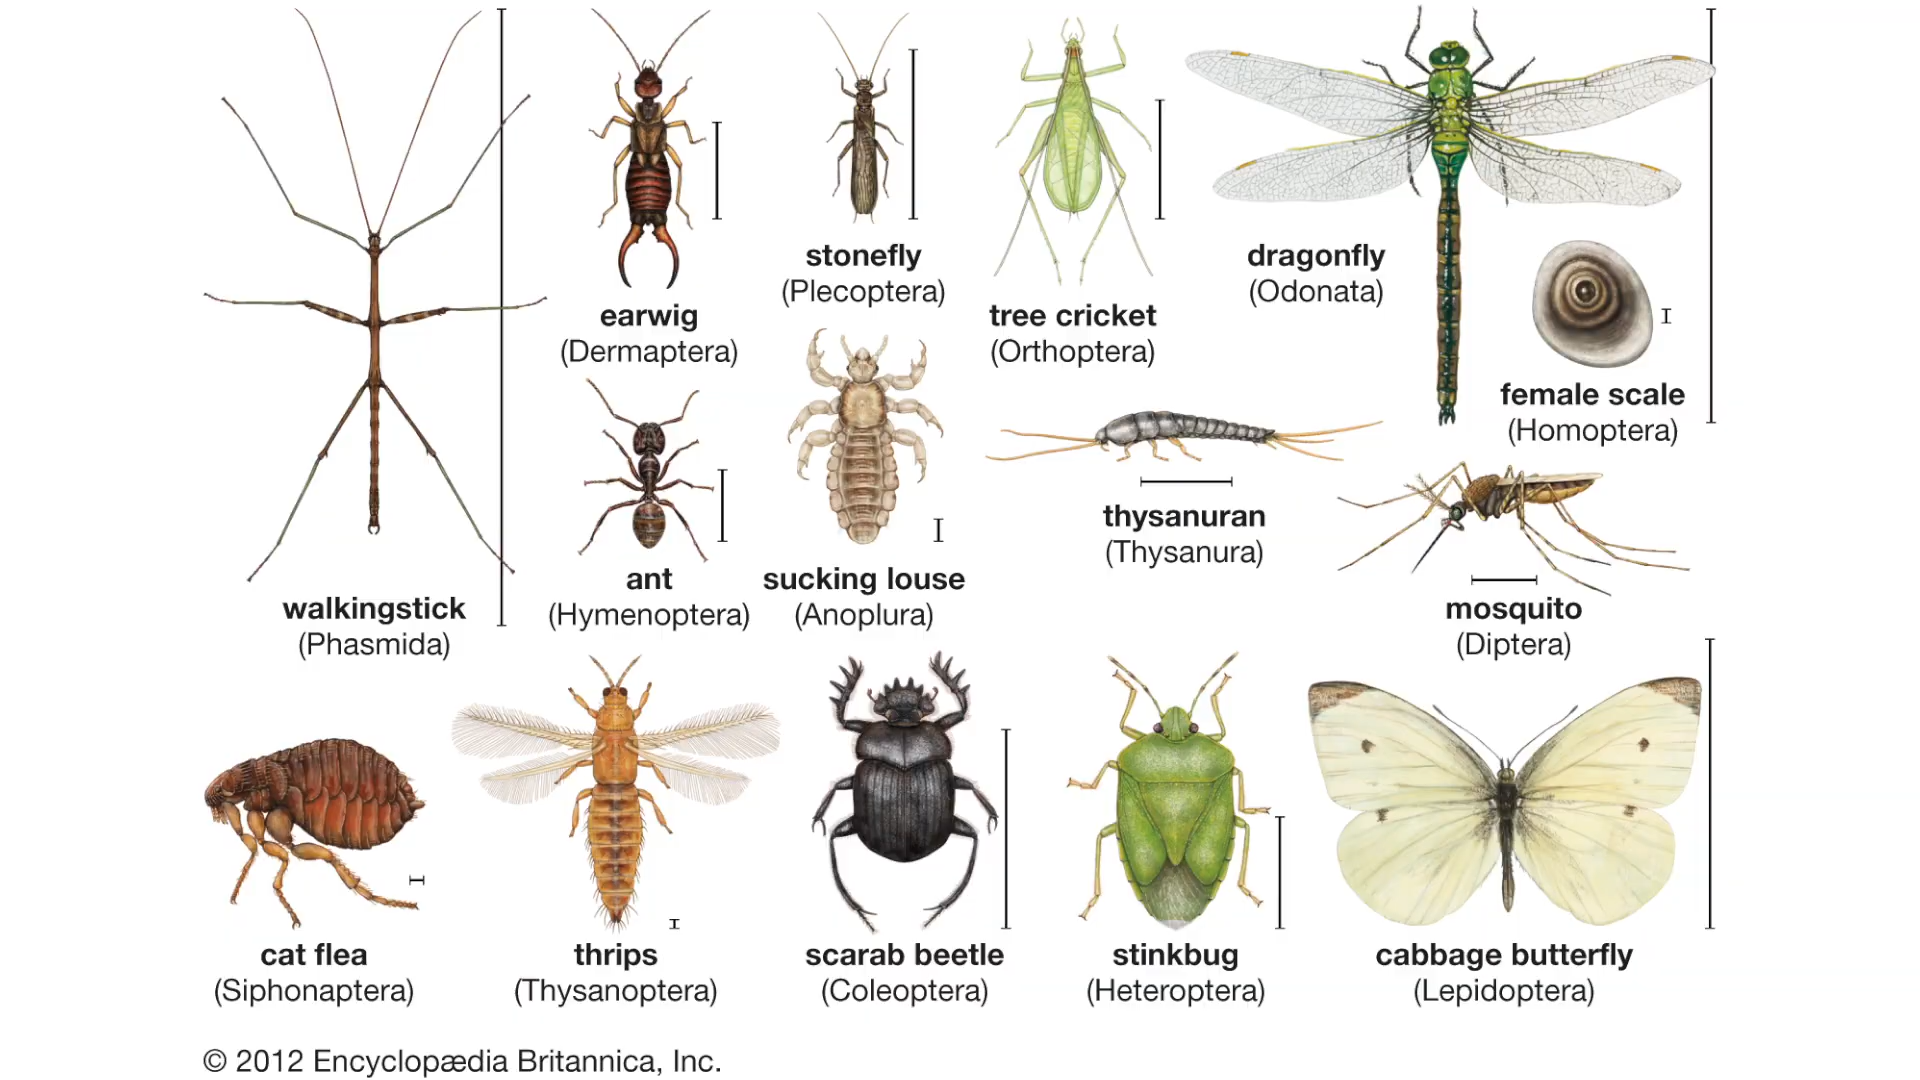 stonefly
(Plecoptera)
dragonfly
(Odonata)
earwig
(Dermaptera)
tree cricket
(Orthoptera)
female scale
(Homoptera)
thysanuran
(Thysanura)
walkingstick
(Phasmida)
ant
(Hymenoptera)
sucking louse
(Anoplura)
mosquito
(Diptera)
cat flea
(Siphonaptera)
thrips
(Thysanoptera)
scarab beetle
(Coleoptera)
stinkbug
(Heteroptera)
cabbage butterfly
(Lepidoptera)
© 2012 Encyclopædia Britannica, Inc.